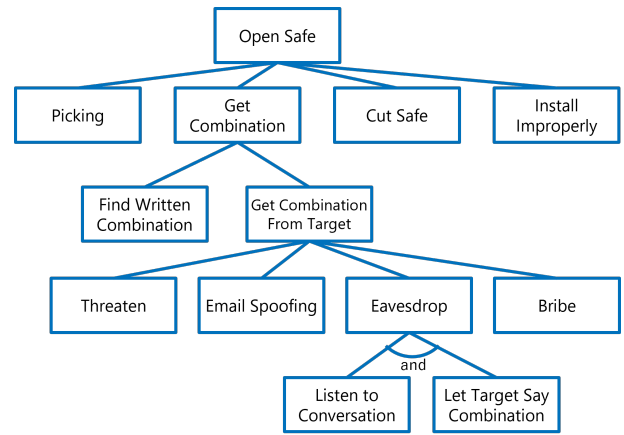 Open Safe
Picking
Get
Combination
Cut Safe
Install
Improperly
Find Written
Combination
Get Combination
From Target
Threaten
Email Spoofing
Eavesdrop
Bribe
and
Listen to
Conversation
Let Target Say
Combination